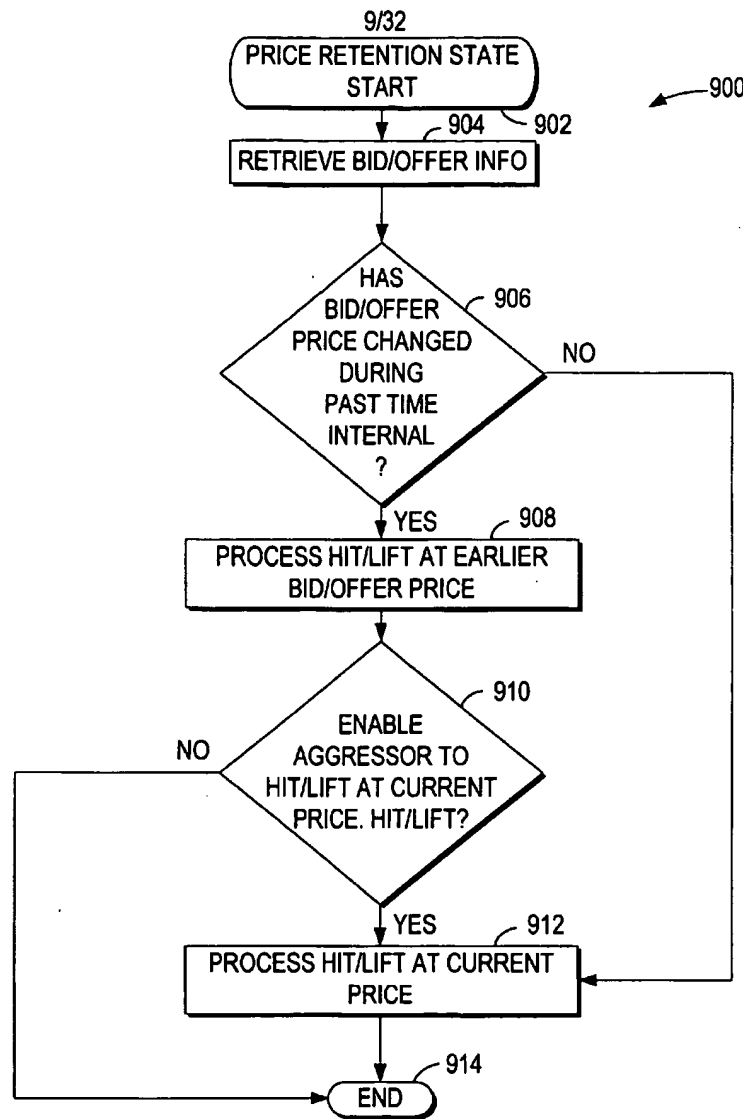 9/32
PRICE RETENTION STATE
START
900
902
904
RETRIEVE BID/OFFER INFO
HAS
BID/OFFER
PRICE CHANGED
DURING
PAST TIME
INTERNAL
?
906
NO
YES
908
PROCESS HIT/LIFT AT EARLIER
BID/OFFER PRICE
910
NO
ENABLE
AGGRESSOR TO
HIT/LIFT AT CURRENT
PRICE. HIT/LIFT?
YES
912
PROCESS HIT/LIFT AT CURRENT
PRICE
914
END